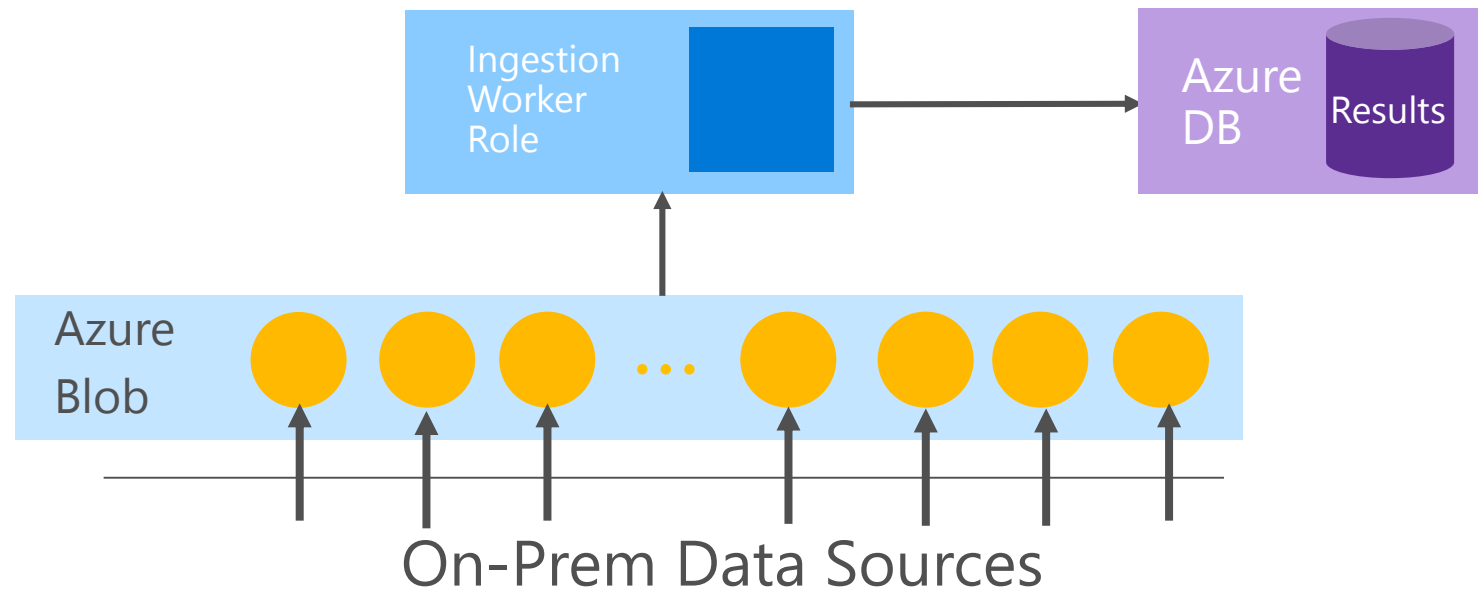 Ingestion
Worker
Role
Azure
DB
Results
Azure
Blob
...
On-Prem Data Sources